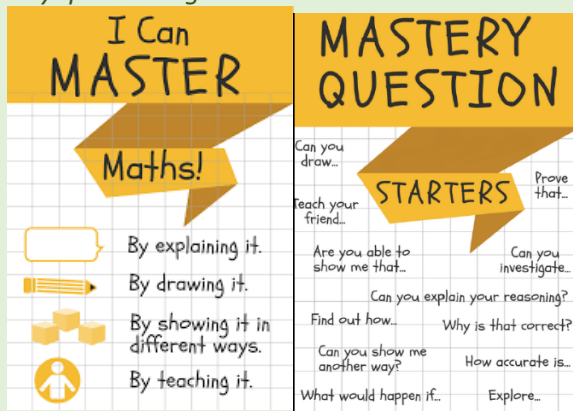 I Can
MASTER
Maths!
By explaining it.
By drawing it.
By showing it in
different ways.
By teaching it.
MASTERY
QUESTION
STARTERS
Can you
draw...
Prove
that...
Teach your
friend...
Are you able to
show me that...
Can you
investigate...
Can you explain your reasoning?
Find out how...
Why is that correct?
Can you show me
another way?
How accurate is...
What would happen if...
Explore...